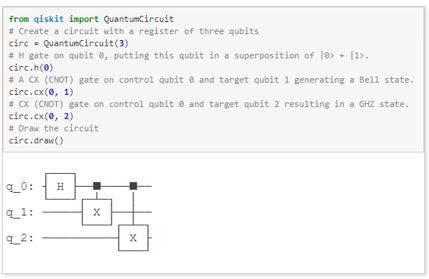 from qiskit import QuantumCircuit
# Create a circuit with a register of three qubits
circ = QuantumCircuit(3)
# H gate on qubit 0, putting this qubit in a superposition of |0> + |1>.
circ.h(0)
# A CX (CNOT) gate on control qubit 0 and target qubit 1 generating a Bell state.
circ.cx(0, 1)
# CX (CNOT) gate on control qubit 0 and target qubit 2 resulting in a GHZ state.
circ.cx(0, 2)
# Draw the circuit
circ.draw()
q_0: H
q_1: X
q_2: X